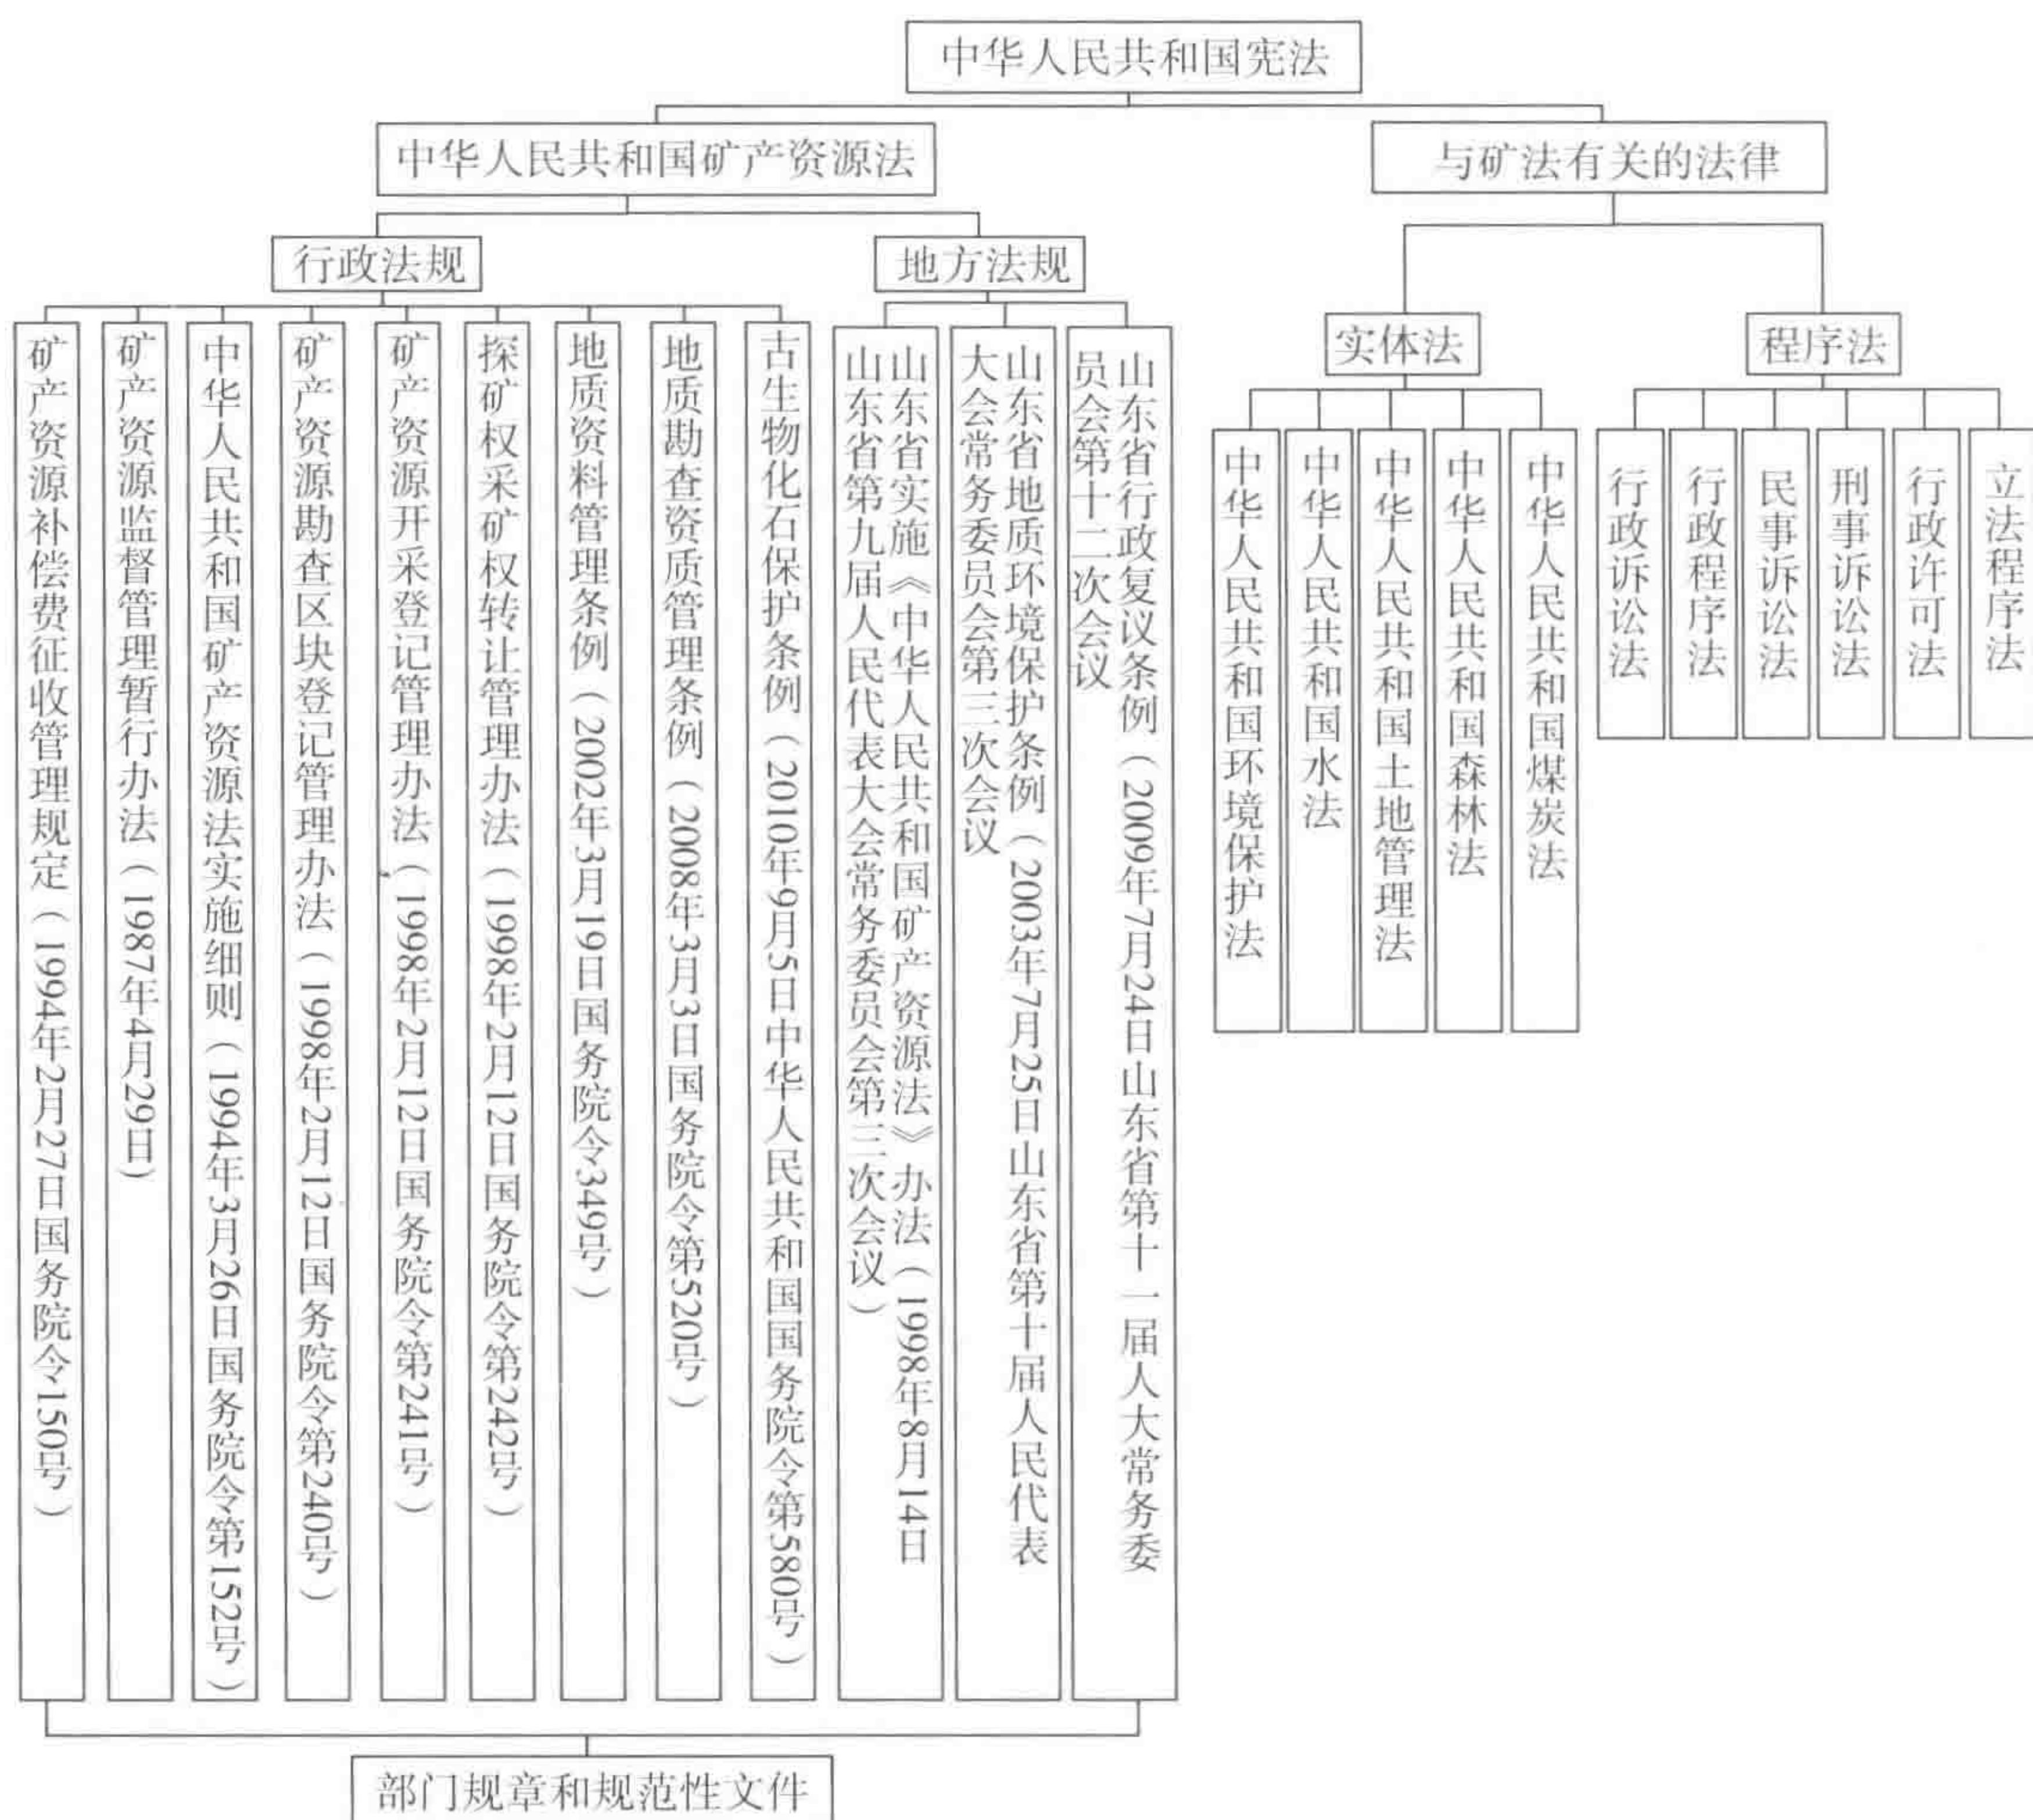 中华人民共和国宪法
中华人民共和国矿产资源法
与矿法有关的法律
行政法规
地方法规
实体法
程序法
矿产资源补偿费征收管理规定（1994年2月27日国务院令150号）
矿产资源监督管理暂行办法（1987年4月29日）
中华人民共和国矿产资源法实施细则（1994年3月26日国务院令第152号）
矿产资源勘查区块登记管理办法（1998年2月12日国务院令第240号）
矿产资源开采登记管理办法（1998年2月12日国务院令第241号）
探矿权采矿权转让管理办法（1998年2月12日国务院令第242号）
地质资料管理条例（2002年3月19日国务院令349号）
地质勘查资质管理条例（2008年3月3日国务院令第520号）
古生物化石保护条例（2010年9月5日中华人民共和国国务院令第580号）
山东省实施《中华人民共和国矿产资源法》办法（1998年8月14日
山东省第九届人民代表大会常务委员会第三次会议）
山东省地质环境保护条例（2003年7月25日山东省第十届人民代表
大会常务委员会第三次会议
山东省行政复议条例（2009年7月24日山东省第十一届人大常务委
员会第十二次会议
中华人民共和国环境保护法
中华人民共和国水法
中华人民共和国土地管理法
中华人民共和国森林法
中华人民共和国煤炭法
行政诉讼法
行政程序法
民事诉讼法
刑事诉讼法
行政许可法
立法程序法
部门规章和规范性文件